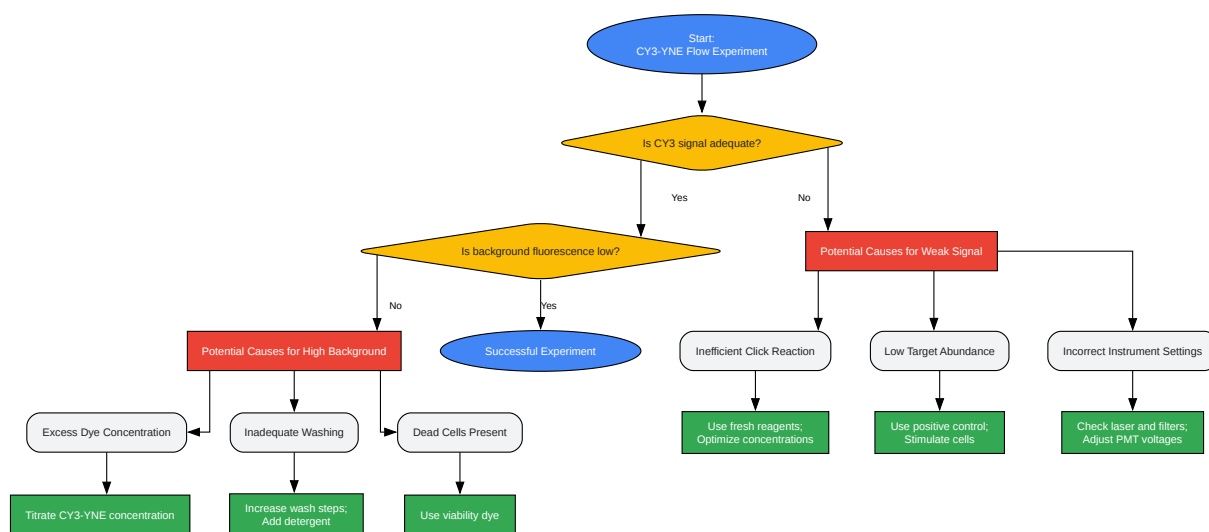 Start:
CY3-YNE Flow Experiment
Is CY3 signal adequate?
Yes
No
Is background fluorescence low?
Potential Causes for Weak Signal
No
Yes
Potential Causes for High Background
Successful Experiment
Inefficient Click Reaction
Low Target Abundance
Incorrect Instrument Settings
Excess Dye Concentration
Inadequate Washing
Dead Cells Present
Use fresh reagents;
Optimize concentrations
Use positive control;
Stimulate cells
Check laser and filters;
Adjust PMT voltages
Titrate CY3-YNE concentration
Increase wash steps;
Add detergent
Use viability dye